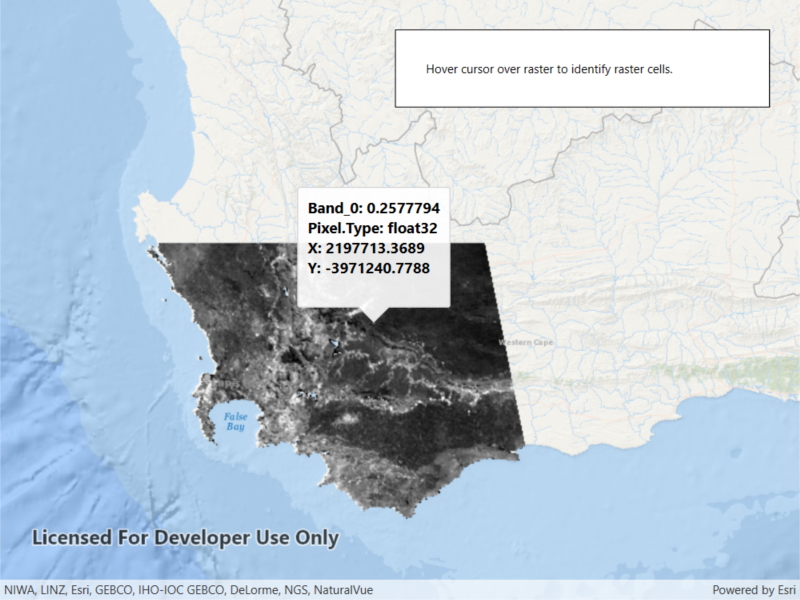 Hover cursor over raster to identify raster cells.
Band_0: 0.2577794
Pixel.Type: float32
X: 2197713.3689
Y: -3971240.7788
Western Cape
False
Bay
Licensed For Developer Use Only
NIWA, LINZ, Esri, GEBCO, IHO-IOC GEBCO, DeLorme, NGS, NaturalVue
Powered by Esri